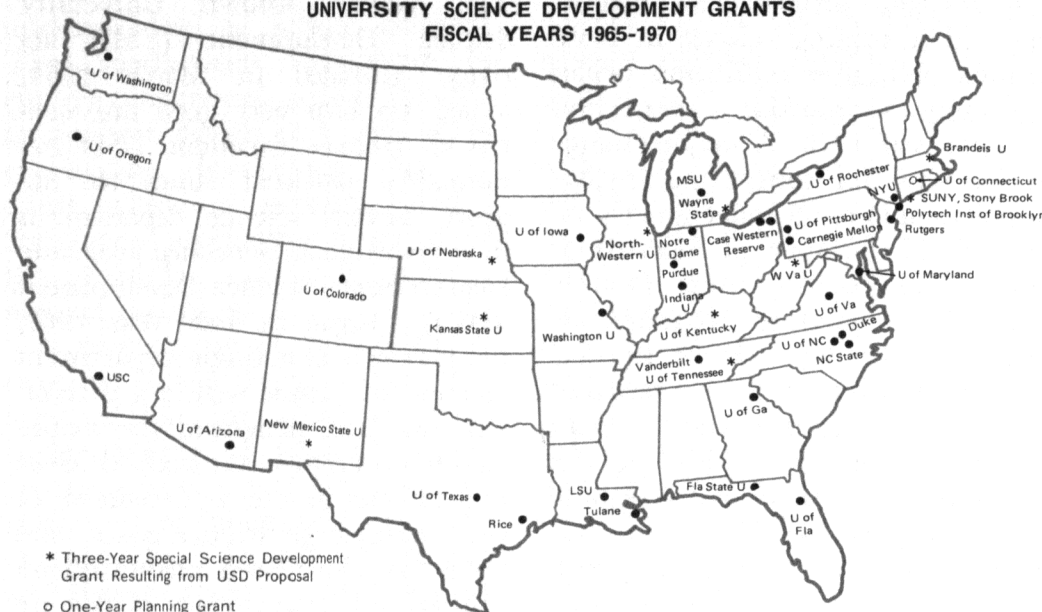 UNIVERSITY SCIENCE DEVELOPMENT GRANTS
FISCAL YEARS 1965-1970
U of Washington
U of Oregon
Brandeis U
U of Rochester
U of Connecticut
MSU
NYU
SUNY, Stony Brook
Wayne
State
Polytech Inst of Brooklyn
U of Pittsburgh
Rutgers
Carnegie Mellon
U of Iowa
North-
Western U
Notre
Dame
Case Western
Reserve
U of Nebraska
Purdue
W Va U
U of Maryland
U of Colorado
Indiana
U
U of Va
Kansas State U
Washington U
U of Kentucky
Duke
U of NC
NC State
Vanderbilt
U of Tennessee
USC
U of Ga
U of Arizona
New Mexico State U
Fla State U
U of Texas
LSU
Tulane
Rice
U of
Fla
* Three-Year Special Science Development
Grant Resulting from USD Proposal
o One-Year Planning Grant